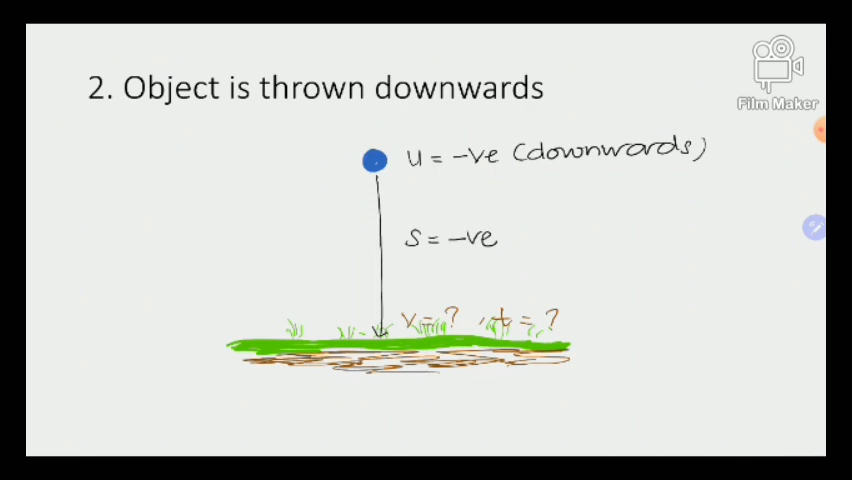 2. Object is thrown downwards
Film Maker
u = -ve (downwards)
s = -ve
v = ? , t = ?